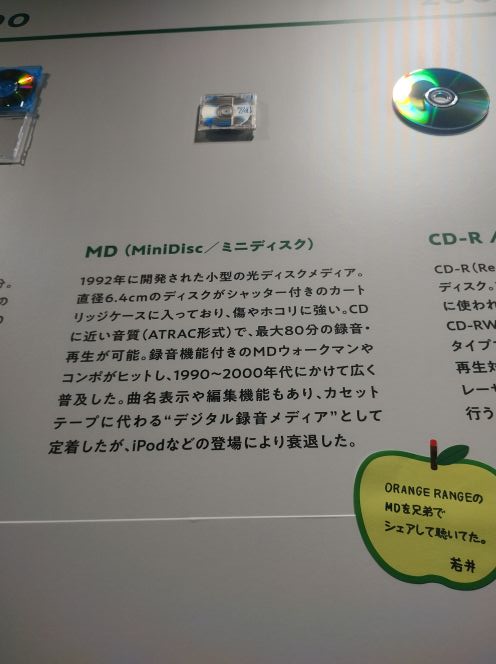 MD（MiniDisc／ミニディスク）
1992年に開発された小型の光ディスクメディア。
直径6.4cmのディスクがシャッター付きのカート
リッジケースに入っており、傷やホコリに強い。CD
に近い音質（ATRAC形式）で、最大80分の録音・
再生が可能。録音機能付きのMDウォークマンや
コンポがヒットし、1990～2000年代にかけて広く
普及した。曲名表示や編集機能もあり、カセット
テープに代わる“デジタル録音メディア”として
定着したが、iPodなどの登場により衰退した。
CD-R /
CD-R（Re
ディスク。
に使われ
CD-RW
タイプ
再生対
レーザ
行う
ORANGE RANGEの
MDを兄弟で
シェアして聴いてた。
若井